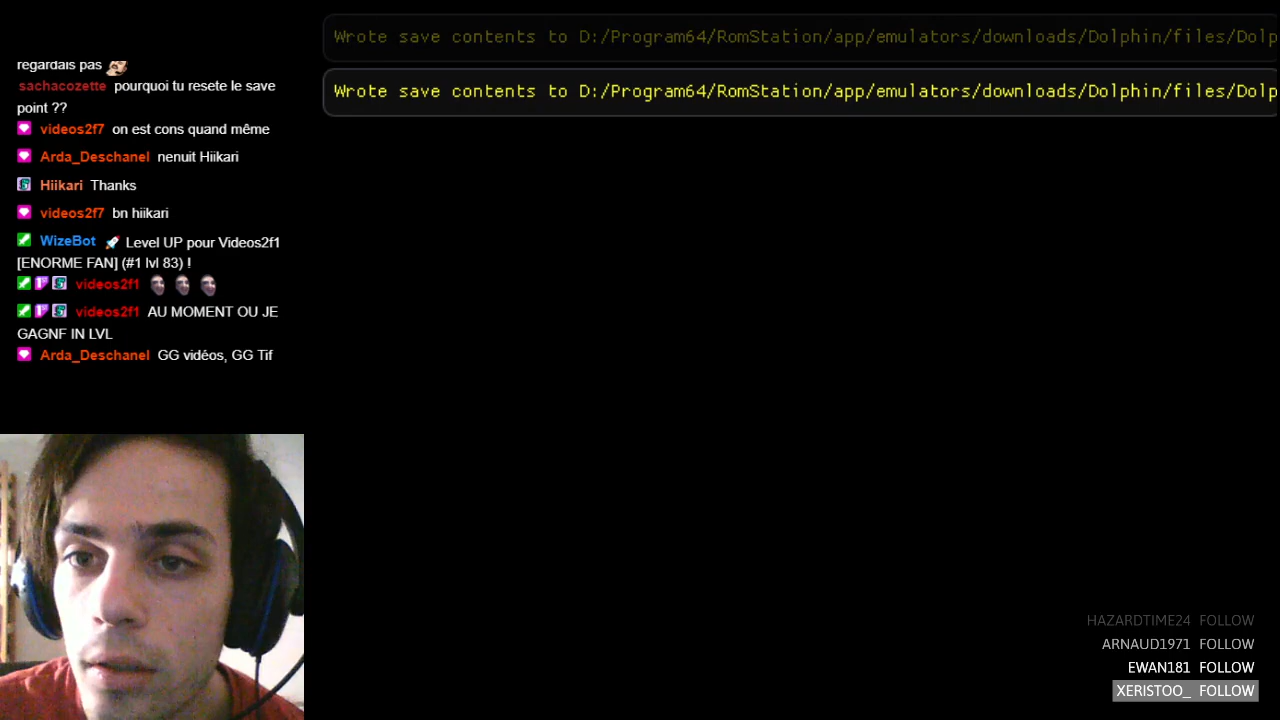 regardais pas
sachacozette pourquoi tu resete le save
point ??
videos2f7 on est cons quand même
Arda_Deschanel nenuit Hiikari
Hiikari Thanks
videos2f7 bn hiikari
WizeBot Level UP pour Videos2f1
[ENORME FAN] (#1 lvl 83) !
videos2f1
videos2f1 AU MOMENT OU JE
GAGNF IN LVL
Arda_Deschanel GG vidéos, GG Tif
Wrote save contents to D:/Program64/RomStation/app/emulators/downloads/Dolphin/files/Dolp
Wrote save contents to D:/Program64/RomStation/app/emulators/downloads/Dolphin/files/Dolp
HAZARDTIME24 FOLLOW
ARNAUD1971 FOLLOW
EWAN181 FOLLOW
XERISTOO_ FOLLOW